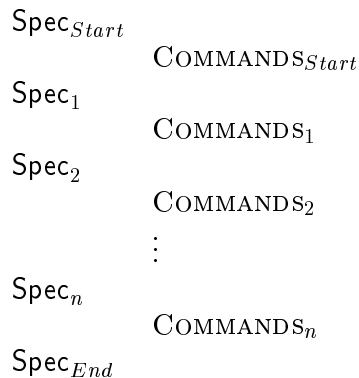 Spec_Start
COMMANDS_Start
Spec_1
COMMANDS_1
Spec_2
COMMANDS_2
⋮
Spec_n
COMMANDS_n
Spec_End